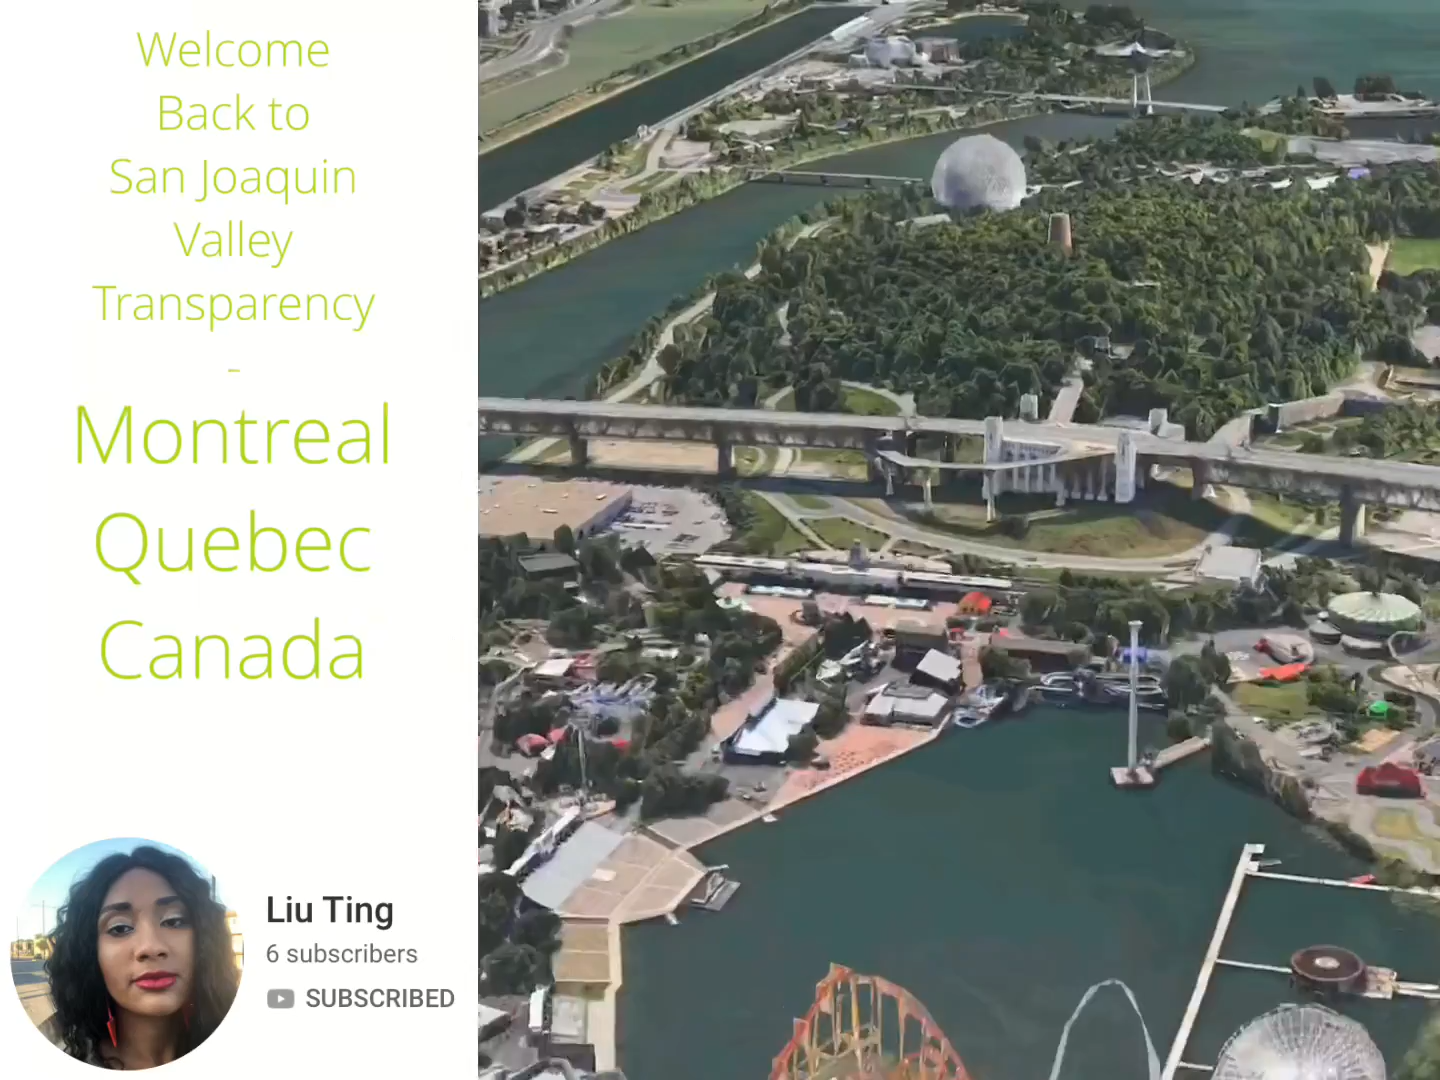 Welcome
Back to
San Joaquin
Valley
Transparency
-
Montreal
Quebec
Canada
Liu Ting
6 subscribers
SUBSCRIBED